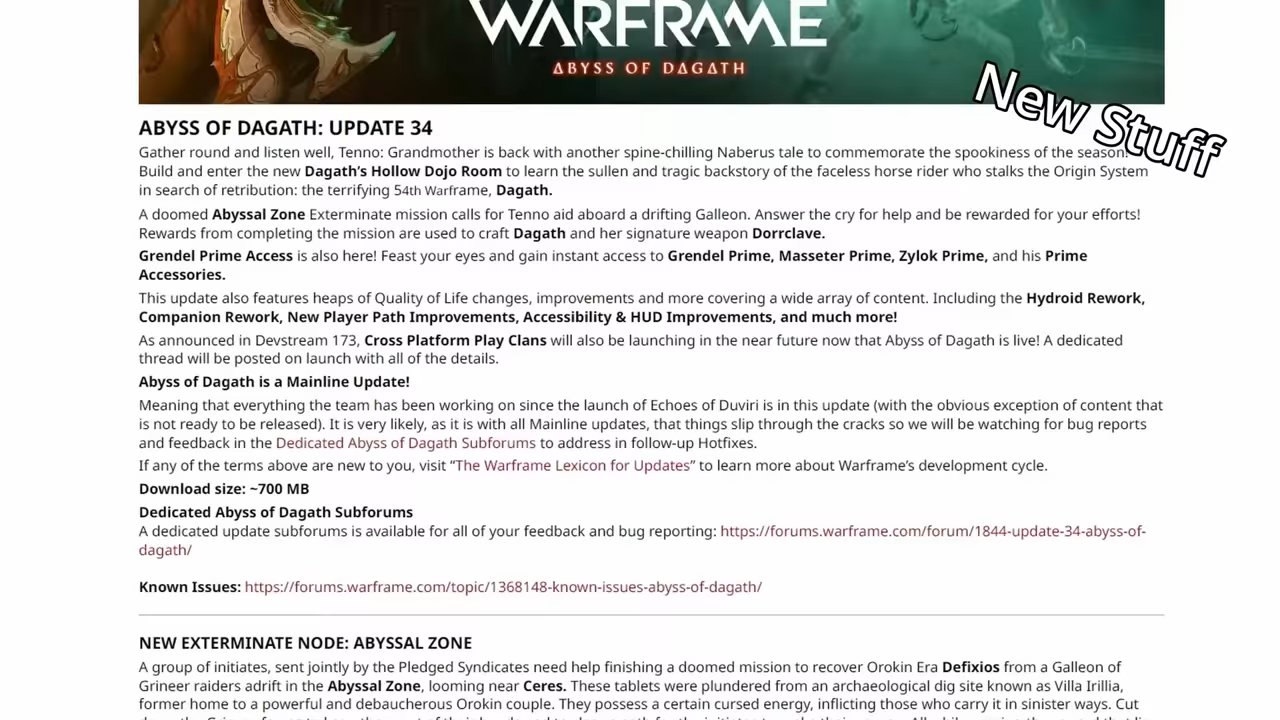 WARFRAME
ABYSS OF DAGATH
New Stuff
ABYSS OF DAGATH: UPDATE 34
Gather round and listen well, Tenno: Grandmother is back with another spine-chilling Naberus tale to commemorate the spookiness of the season!
Build and enter the new Dagath's Hollow Dojo Room to learn the sullen and tragic backstory of the faceless horse rider who stalks the Origin System
in search of retribution: the terrifying 54th Warframe, Dagath.
A doomed Abyssal Zone Exterminate mission calls for Tenno aid aboard a drifting Galleon. Answer the cry for help and be rewarded for your efforts!
Rewards from completing the mission are used to craft Dagath and her signature weapon Dorrclave.
Grendel Prime Access is also here! Feast your eyes and gain instant access to Grendel Prime, Masseter Prime, Zylok Prime, and his Prime
Accessories.
This update also features heaps of Quality of Life changes, improvements and more covering a wide array of content. Including the Hydroid Rework,
Companion Rework, New Player Path Improvements, Accessibility & HUD Improvements, and much more!
As announced in Devstream 173, Cross Platform Play Clans will also be launching in the near future now that Abyss of Dagath is live! A dedicated
thread will be posted on launch with all of the details.
Abyss of Dagath is a Mainline Update!
Meaning that everything the team has been working on since the launch of Echoes of Duviri is in this update (with the obvious exception of content that
is not ready to be released). It is very likely, as it is with all Mainline updates, that things slip through the cracks so we will be watching for bug reports
and feedback in the Dedicated Abyss of Dagath Subforums to address in follow-up Hotfixes.
If any of the terms above are new to you, visit “The Warframe Lexicon for Updates” to learn more about Warframe's development cycle.
Download size: ~700 MB
Dedicated Abyss of Dagath Subforums
A dedicated update subforums is available for all of your feedback and bug reporting: https://forums.warframe.com/forum/1844-update-34-abyss-of-
dagath/
Known Issues: https://forums.warframe.com/topic/1368148-known-issues-abyss-of-dagath/
NEW EXTERMINATE NODE: ABYSSAL ZONE
A group of initiates, sent jointly by the Pledged Syndicates need help finishing a doomed mission to recover Orokin Era Defixios from a Galleon of
Grineer raiders adrift in the Abyssal Zone, looming near Ceres. These tablets were plundered from an archaeological dig site known as Villa Irillia,
former home to a powerful and debaucherous Orokin couple. They possess a certain cursed energy, inflicting those who carry it in sinister ways. Cut